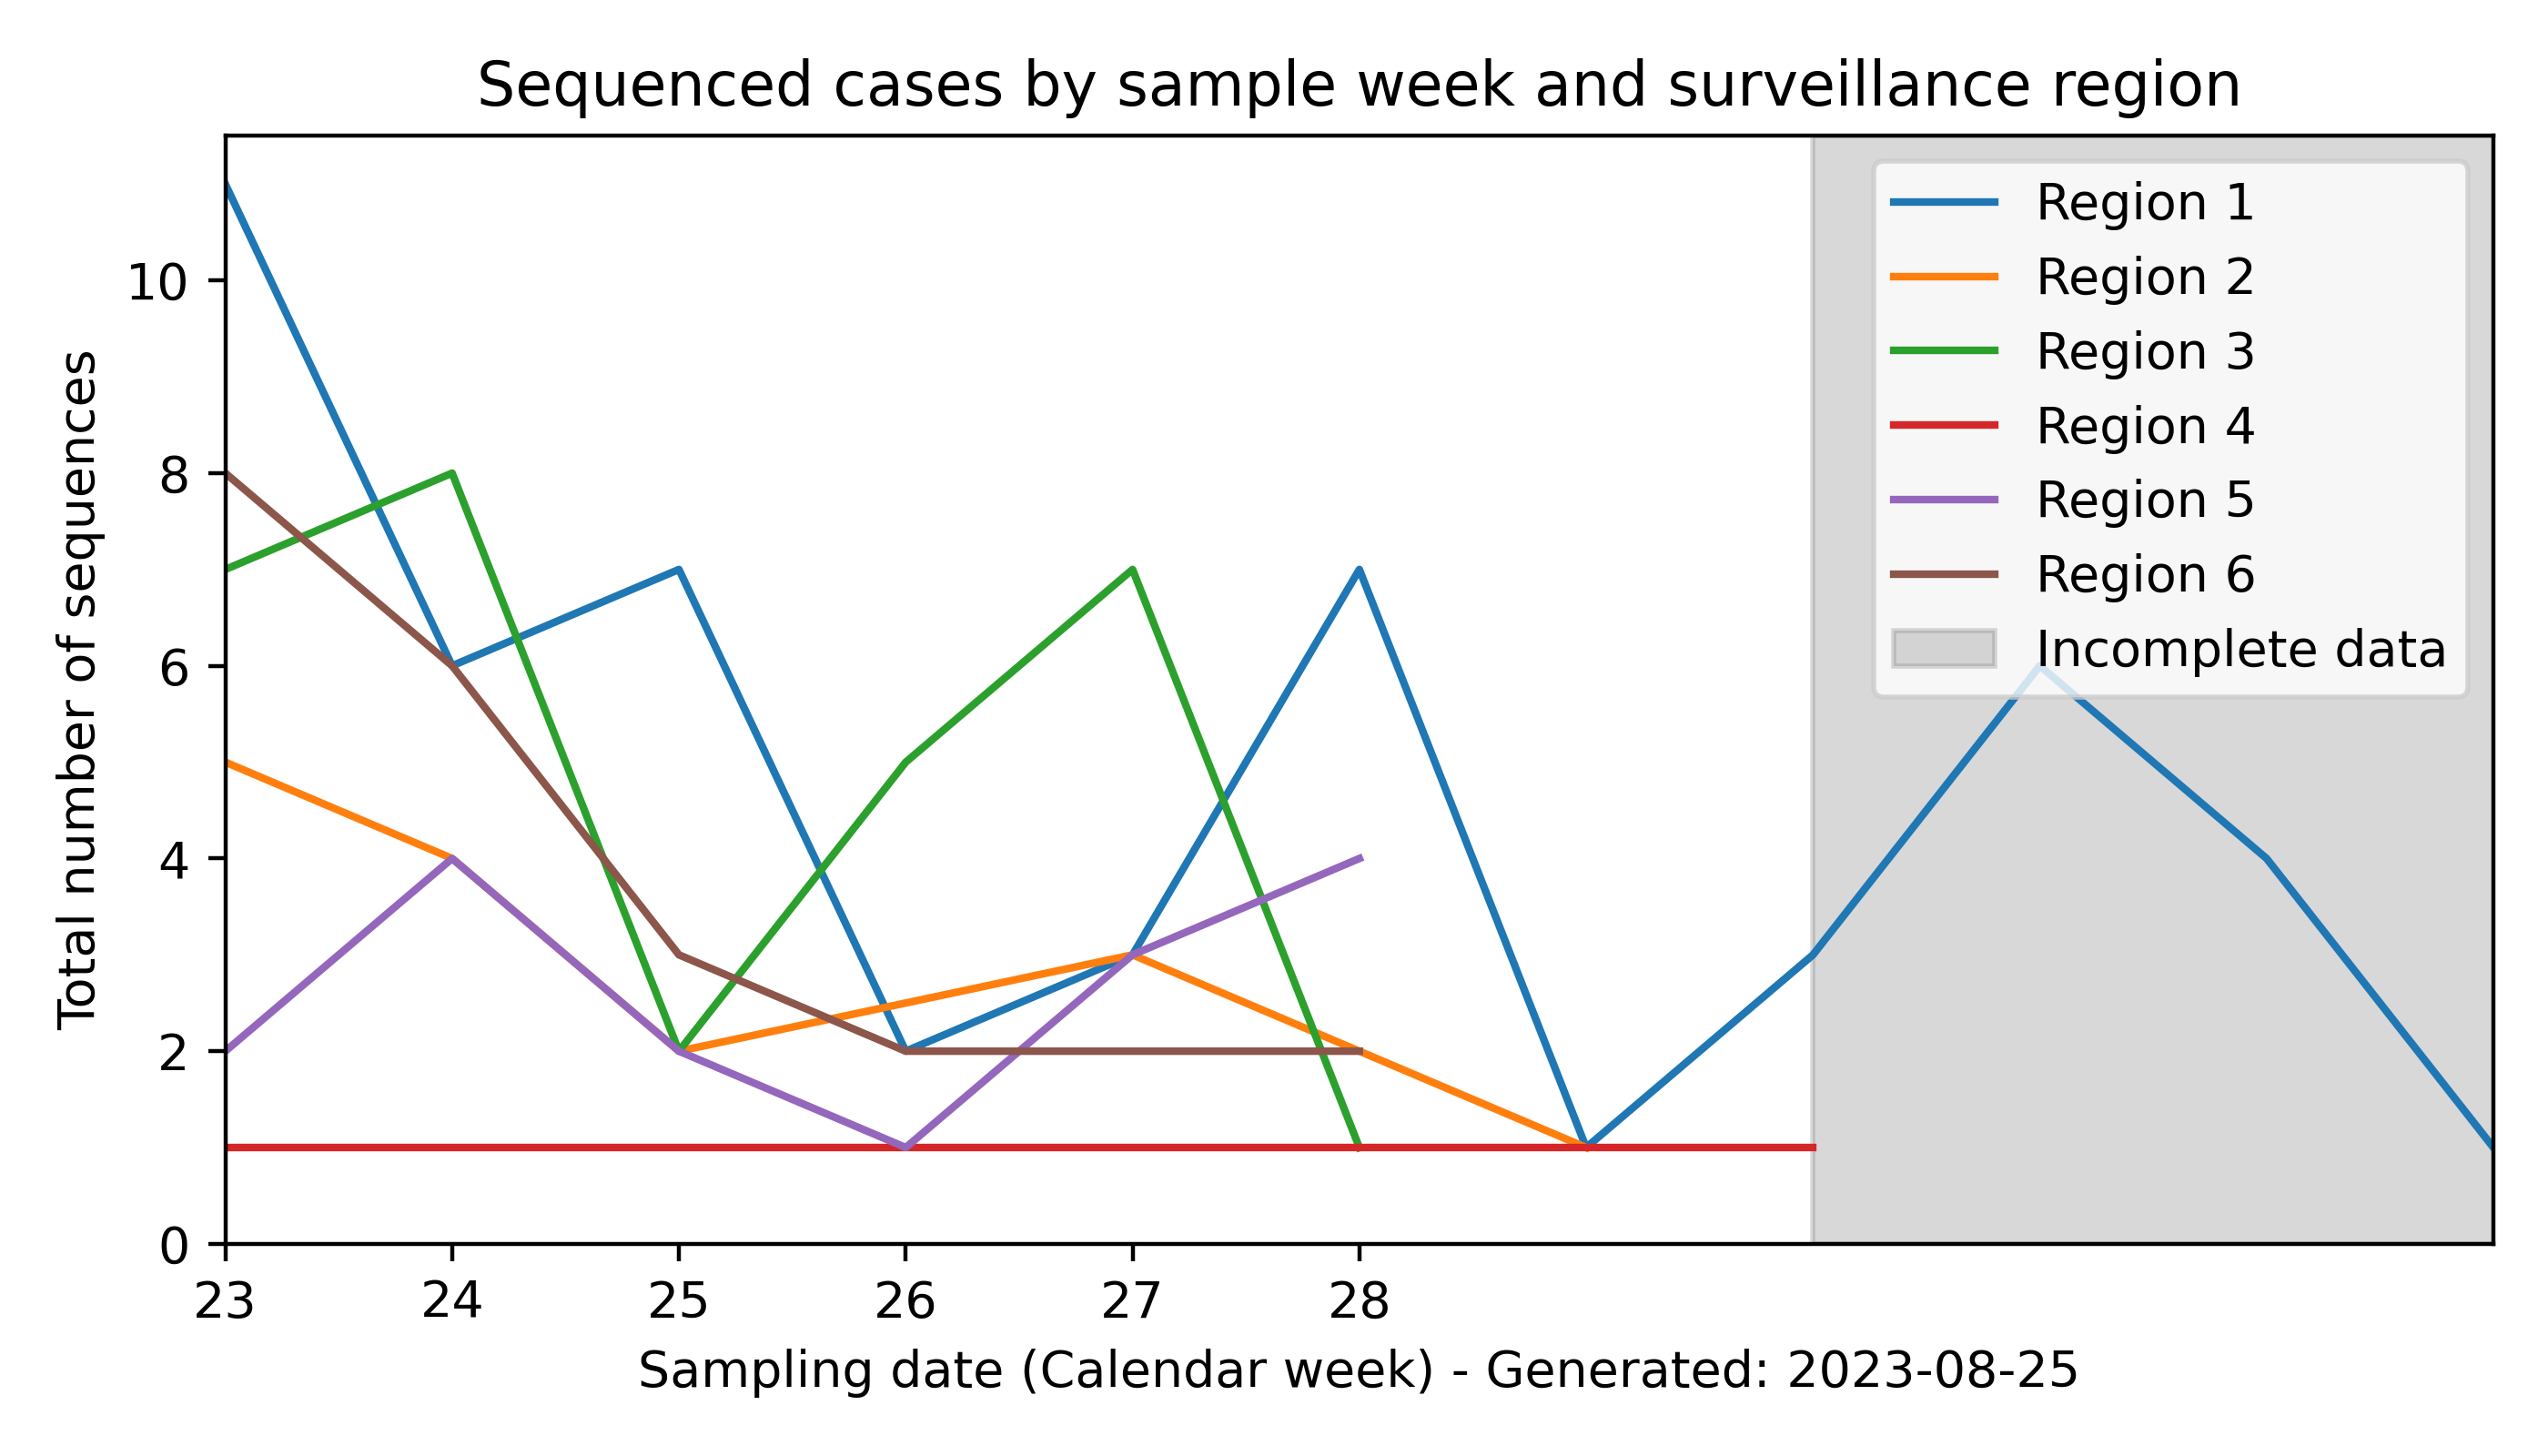 Sequenced cases by sample week and surveillance region
Total number of sequences
10
8
6
4
2
0
Region 1
Region 2
Region 3
Region 4
Region 5
Region 6
Incomplete data
23 24 25 26 27 28
Sampling date (Calendar week) - Generated: 2023-08-25